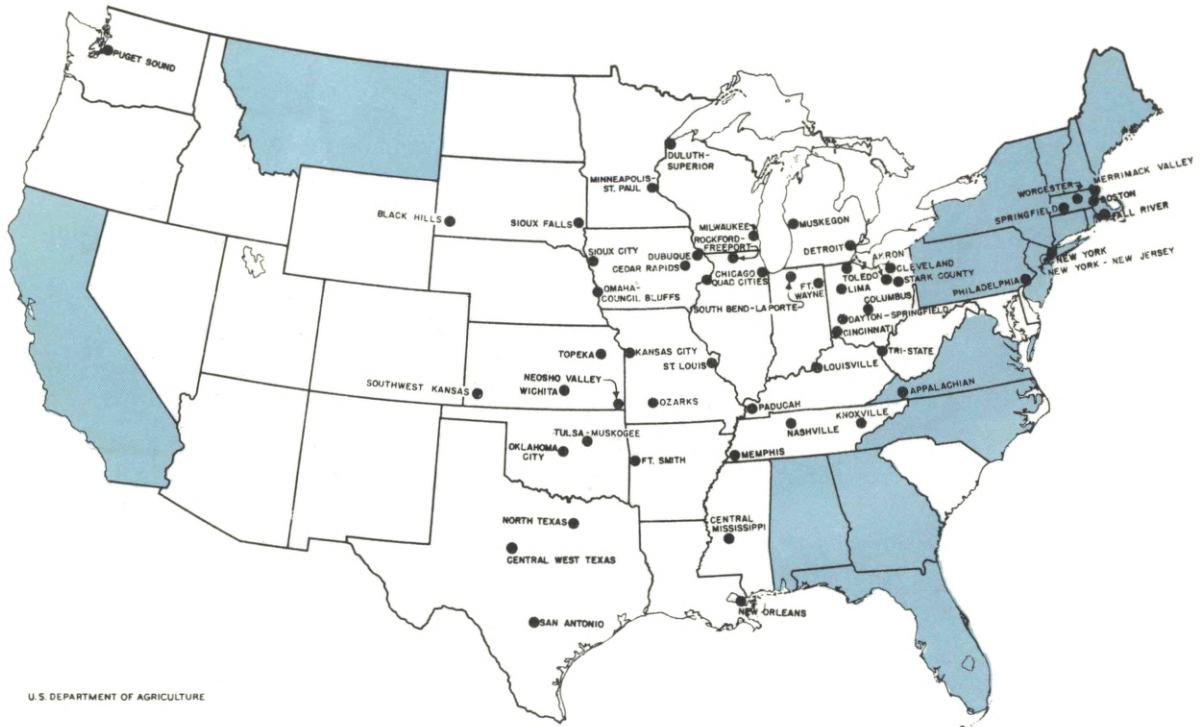 PUGET SOUND
DULUTH-
SUPERIOR
MINNEAPOLIS-
ST. PAUL
BLACK HILLS
SIOUX FALLS
MILWAUKEE
ROCKFORD-
FREEPORT
MUSKEGON
DETROIT
WORCESTER
MERRIMACK VALLEY
BOSTON
SPRINGFIELD
FALL RIVER
NEW YORK
NEW YORK - NEW JERSEY
PHILADELPHIA
SIOUX CITY
DUBUQUE
CEDAR RAPIDS
CHICAGO
QUAD CITIES
OMAHA-
COUNCIL BLUFFS
SOUTH BEND-LAPORTE
FT.
WAYNE
AKRON
CLEVELAND
TOLEDO
STARK COUNTY
LIMA
COLUMBUS
DAYTON-SPRINGFIELD
CINCINNATI
TRI-STATE
LOUISVILLE
TOPEKA
KANSAS CITY
ST. LOUIS
SOUTHWEST KANSAS
NEOSHO VALLEY
WICHITA
OZARKS
PADUCAH
APPALACHIAN
KNOXVILLE
NASHVILLE
MEMPHIS
TULSA-MUSKOGEE
OKLAHOMA
CITY
FT. SMITH
NORTH TEXAS
CENTRAL WEST TEXAS
CENTRAL
MISSISSIPPI
NEW ORLEANS
SAN ANTONIO
U.S. DEPARTMENT OF AGRICULTURE